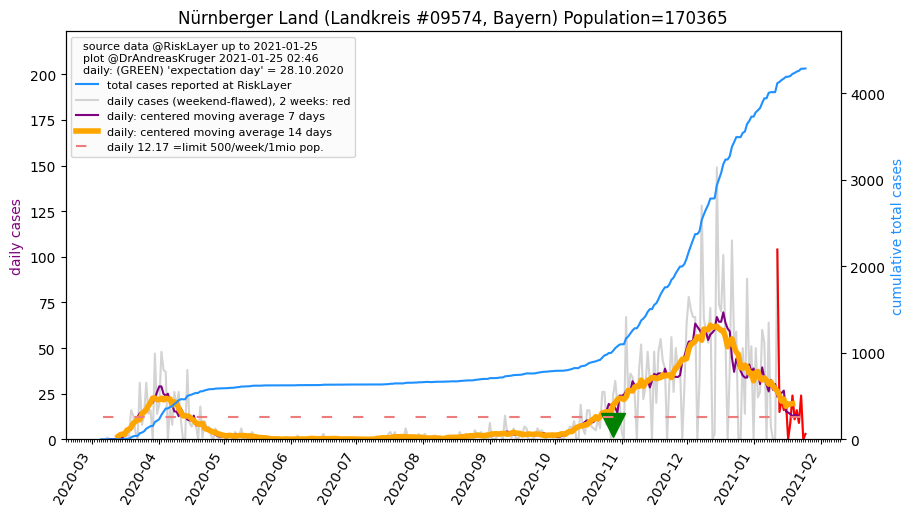 Nürnberger Land (Landkreis #09574, Bayern) Population=170365
source data @RiskLayer up to 2021-01-25
plot @DrAndreasKruger 2021-01-25 02:46
daily: (GREEN) 'expectation day' = 28.10.2020
total cases reported at RiskLayer
daily cases (weekend-flawed), 2 weeks: red
daily: centered moving average 7 days
daily: centered moving average 14 days
daily 12.17 =limit 500/week/1mio pop.
daily cases
200
175
150
125
100
75
50
25
0
cumulative total cases
4000
3000
2000
1000
0
2020-03
2020-04
2020-05
2020-06
2020-07
2020-08
2020-09
2020-10
2020-11
2020-12
2021-01
2021-02